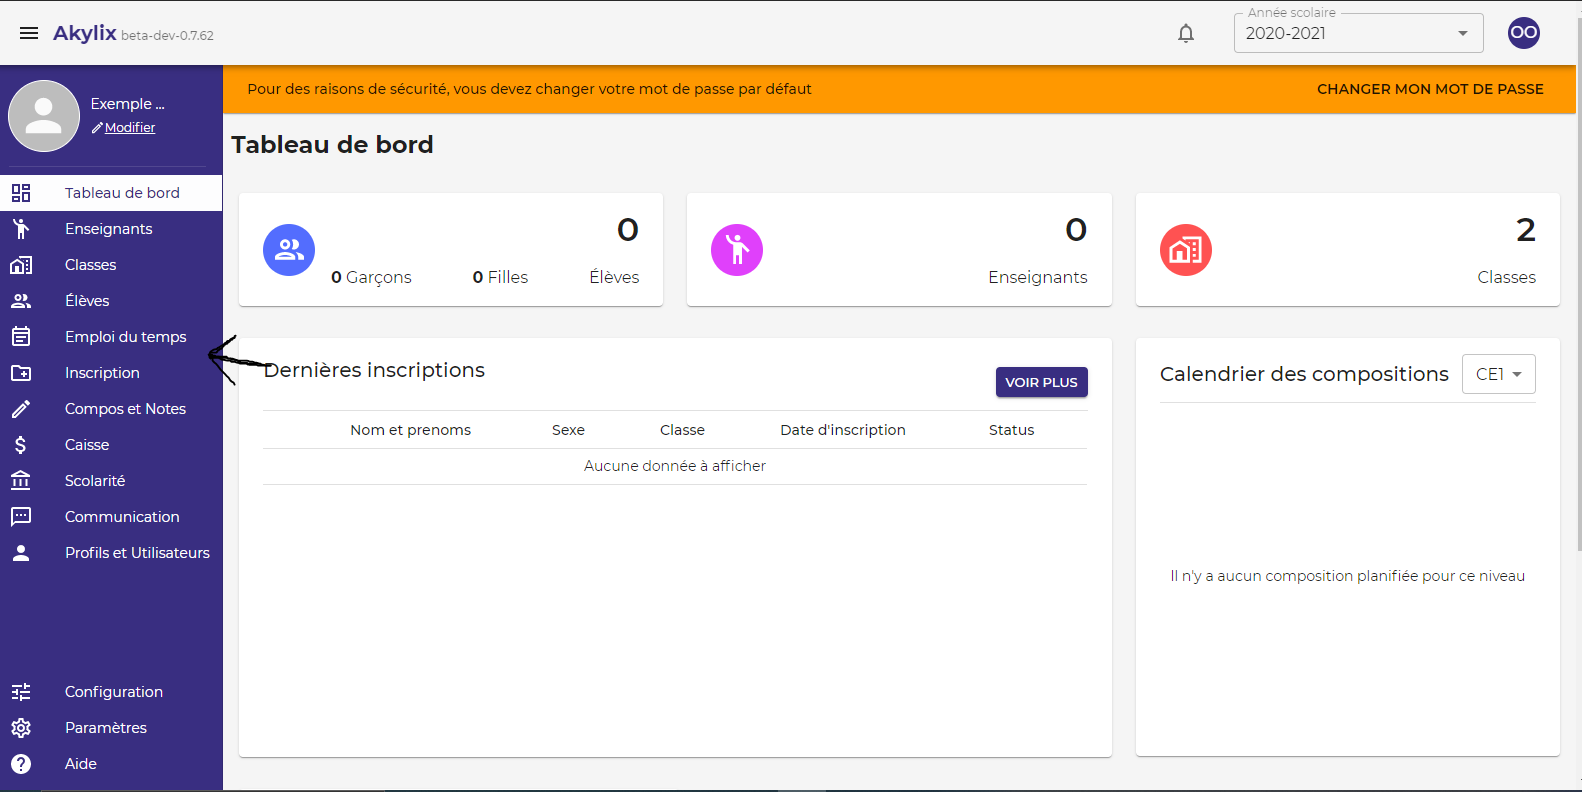 Akylix beta-dev-0.7.62
Année scolaire
2020-2021
OO
Exemple ...
Modifier
Pour des raisons de sécurité, vous devez changer votre mot de passe par défaut
CHANGER MON MOT DE PASSE
Tableau de bord
Enseignants
Classes
Élèves
Emploi du temps
Inscription
Compos et Notes
Caisse
Scolarité
Communication
Profils et Utilisateurs
Configuration
Paramètres
Aide
Tableau de bord
0
0 Garçons 0 Filles Élèves
0
Enseignants
2
Classes
Dernières inscriptions
VOIR PLUS
Nom et prenoms Sexe Classe Date d'inscription Status
Aucune donnée à afficher
Calendrier des compositions CE1
Il n'y a aucun composition planifiée pour ce niveau